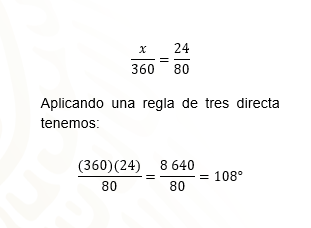 x/360 = 24/80
Aplicando una regla de tres directa
tenemos:
(360)(24)/80 = 8 640/80 = 108°